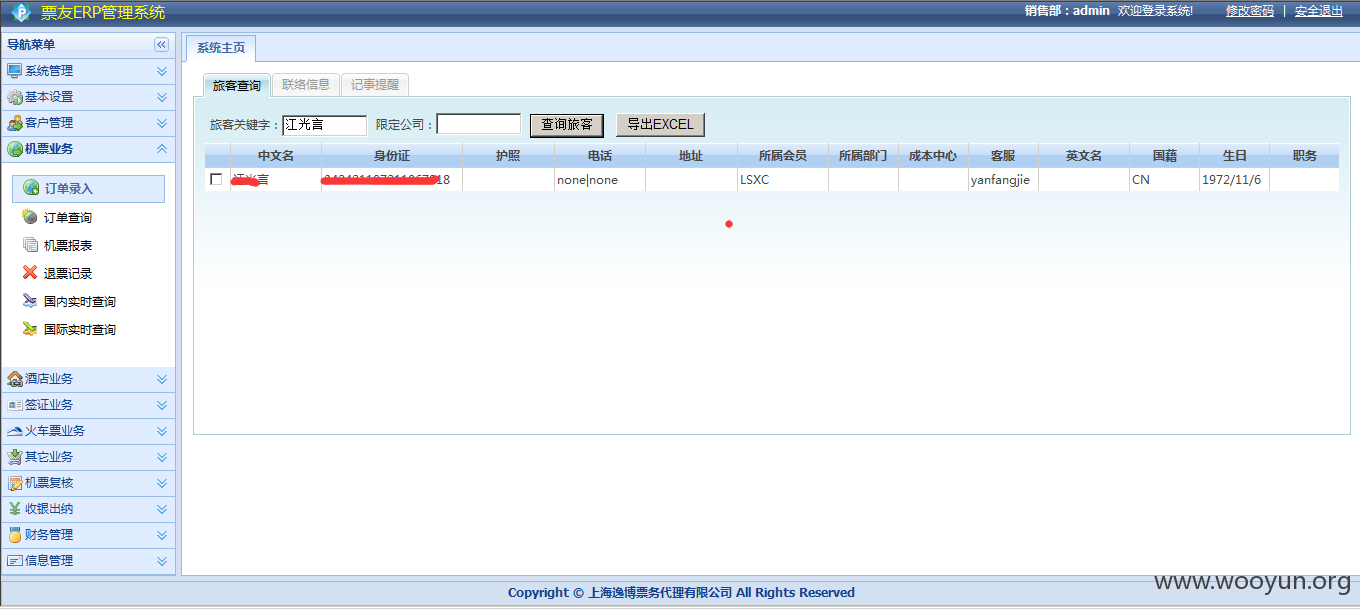 票友ERP管理系统
销售部：admin 欢迎登录系统! 修改密码 | 安全退出
导航菜单
系统主页
系统管理
基本设置
客户管理
机票业务
订单录入
订单查询
机票报表
退票记录
国内实时查询
国际实时查询
酒店业务
签证业务
火车票业务
其它业务
机票复核
收银出纳
财务管理
信息管理
旅客查询 联络信息 记事提醒
旅客关键字：江光言 限定公司： 查询旅客 导出EXCEL
中文名 身份证 护照 电话 地址 所属会员 所属部门 成本中心 客服 英文名 国藉 生日 职务
言 18 none|none LSXC yanfangjie CN 1972/11/6
Copyright © 上海逸博票务代理有限公司 All Rights Reserved
www.wooyun.org